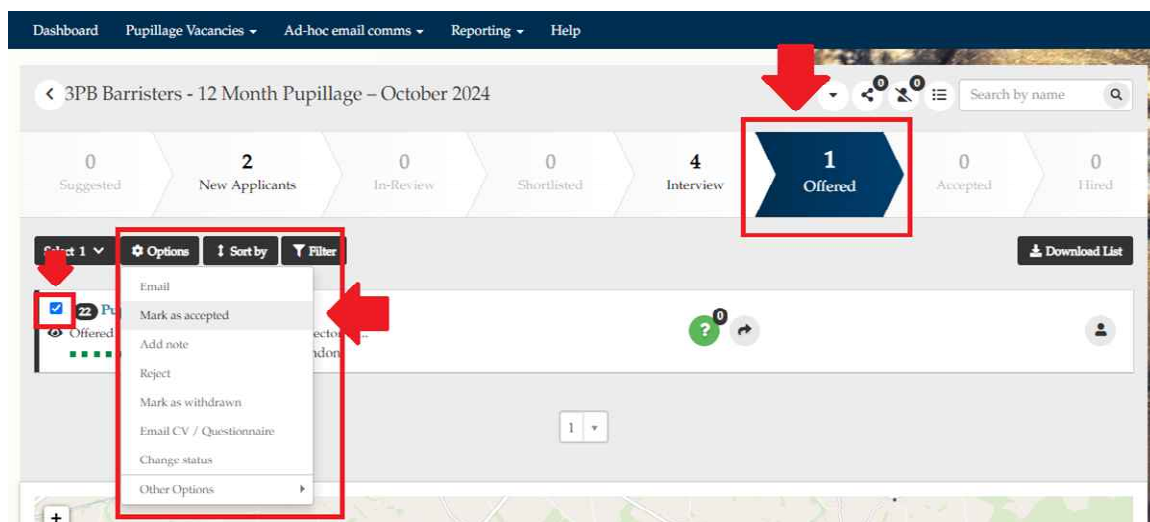 Dashboard Pupillage Vacancies Ad-hoc email comms Reporting Help
3PB Barristers - 12 Month Pupillage – October 2024
0 0 Search by name
0 2 0 0 4 1 0 0
Suggested New Applicants In-Review Shortlisted Interview Offered Accepted Hired
1 Options Sort by Filter Download List
Email
22 Pu
Mark as accepted
0
Offered
Add note
Reject
Mark as withdrawn
Email CV / Questionnaire
1
Change status
Other Options
+